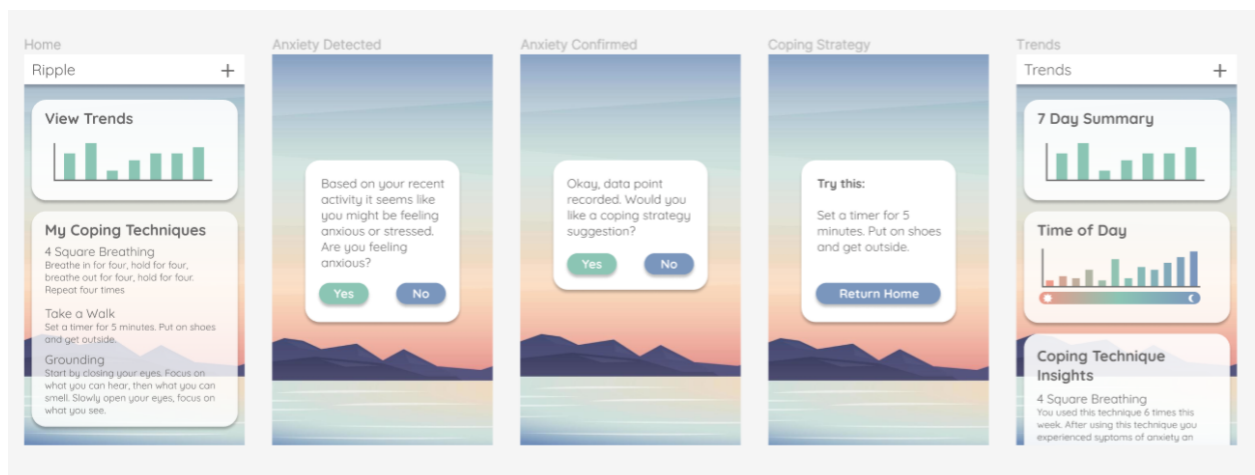 Home
Ripple +
View Trends
My Coping Techniques
4 Square Breathing
Breathe in for four, hold for four,
breathe out for four, hold for four.
Repeat four times
Take a Walk
Set a timer for 5 minutes. Put on shoes
and get outside.
Grounding
Start by closing your eyes. Focus on
what you can hear, then what you can
smell. Slowly open your eyes, focus on
what you see.
Anxiety Detected
Based on your recent
activity it seems like
you might be feeling
anxious or stressed.
Are you feeling
anxious?
Yes No
Anxiety Confirmed
Okay, data point
recorded. Would you
like a coping strategy
suggestion?
Yes No
Coping Strategy
Try this:
Set a timer for 5
minutes. Put on shoes
and get outside.
Return Home
Trends
Trends +
7 Day Summary
Time of Day
Coping Technique
Insights
4 Square Breathing
You used this technique 6 times this
week. After using this technique you
experienced syptoms of anxiety an